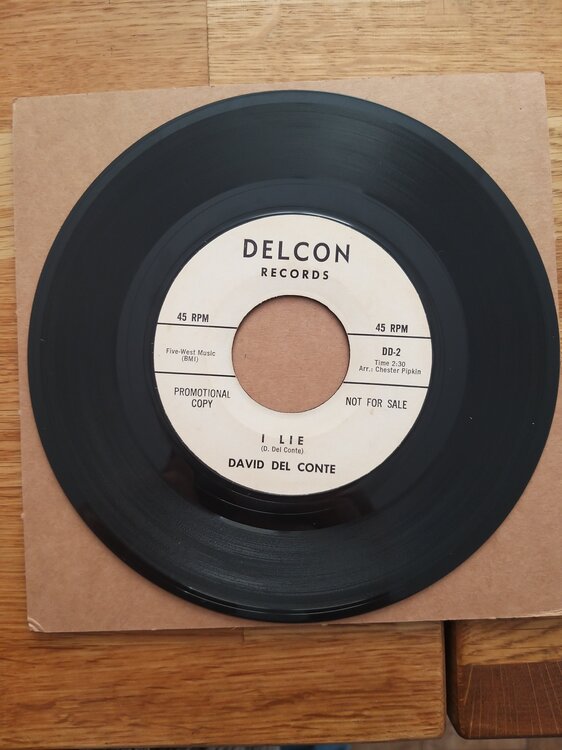 DELCON
RECORDS
45 RPM
45 RPM
Five-West Music
(BMI)
DD-2
Time 2:30
Arr.: Chester Pipkin
PROMOTIONAL
COPY
NOT FOR SALE
I LIE
(D. Del Conte)
DAVID DEL CONTE